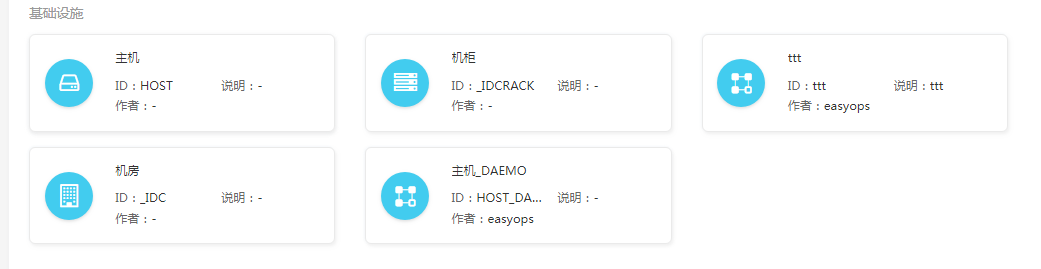 基础设施
主机
ID：HOST 说明：-
作者：-
机柜
ID：_IDCRACK 说明：-
作者：-
ttt
ID：ttt 说明：ttt
作者：easyops
机房
ID：_IDC 说明：-
作者：-
主机_DAEMO
ID：HOST_DA... 说明：-
作者：easyops